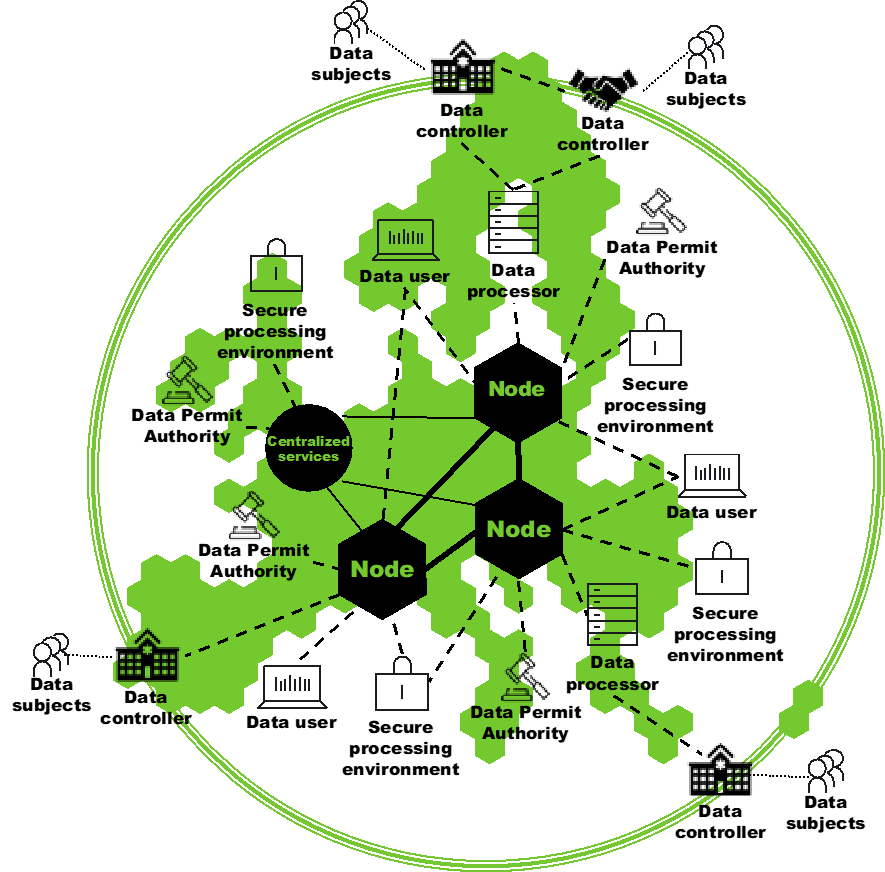 Data
subjects
Data
subjects
Data
controller
Data
controller
Data user
Data
processor
Data Permit
Authority
Secure
processing
environment
Secure
processing
environment
Node
Data Permit
Authority
Centralized
services
Data user
Node
Data Permit
Authority
Node
Secure
processing
environment
Data
processor
Data
subjects
Data
controller
Data user
Secure
processing
environment
Data Permit
Authority
Data
controller
Data
subjects